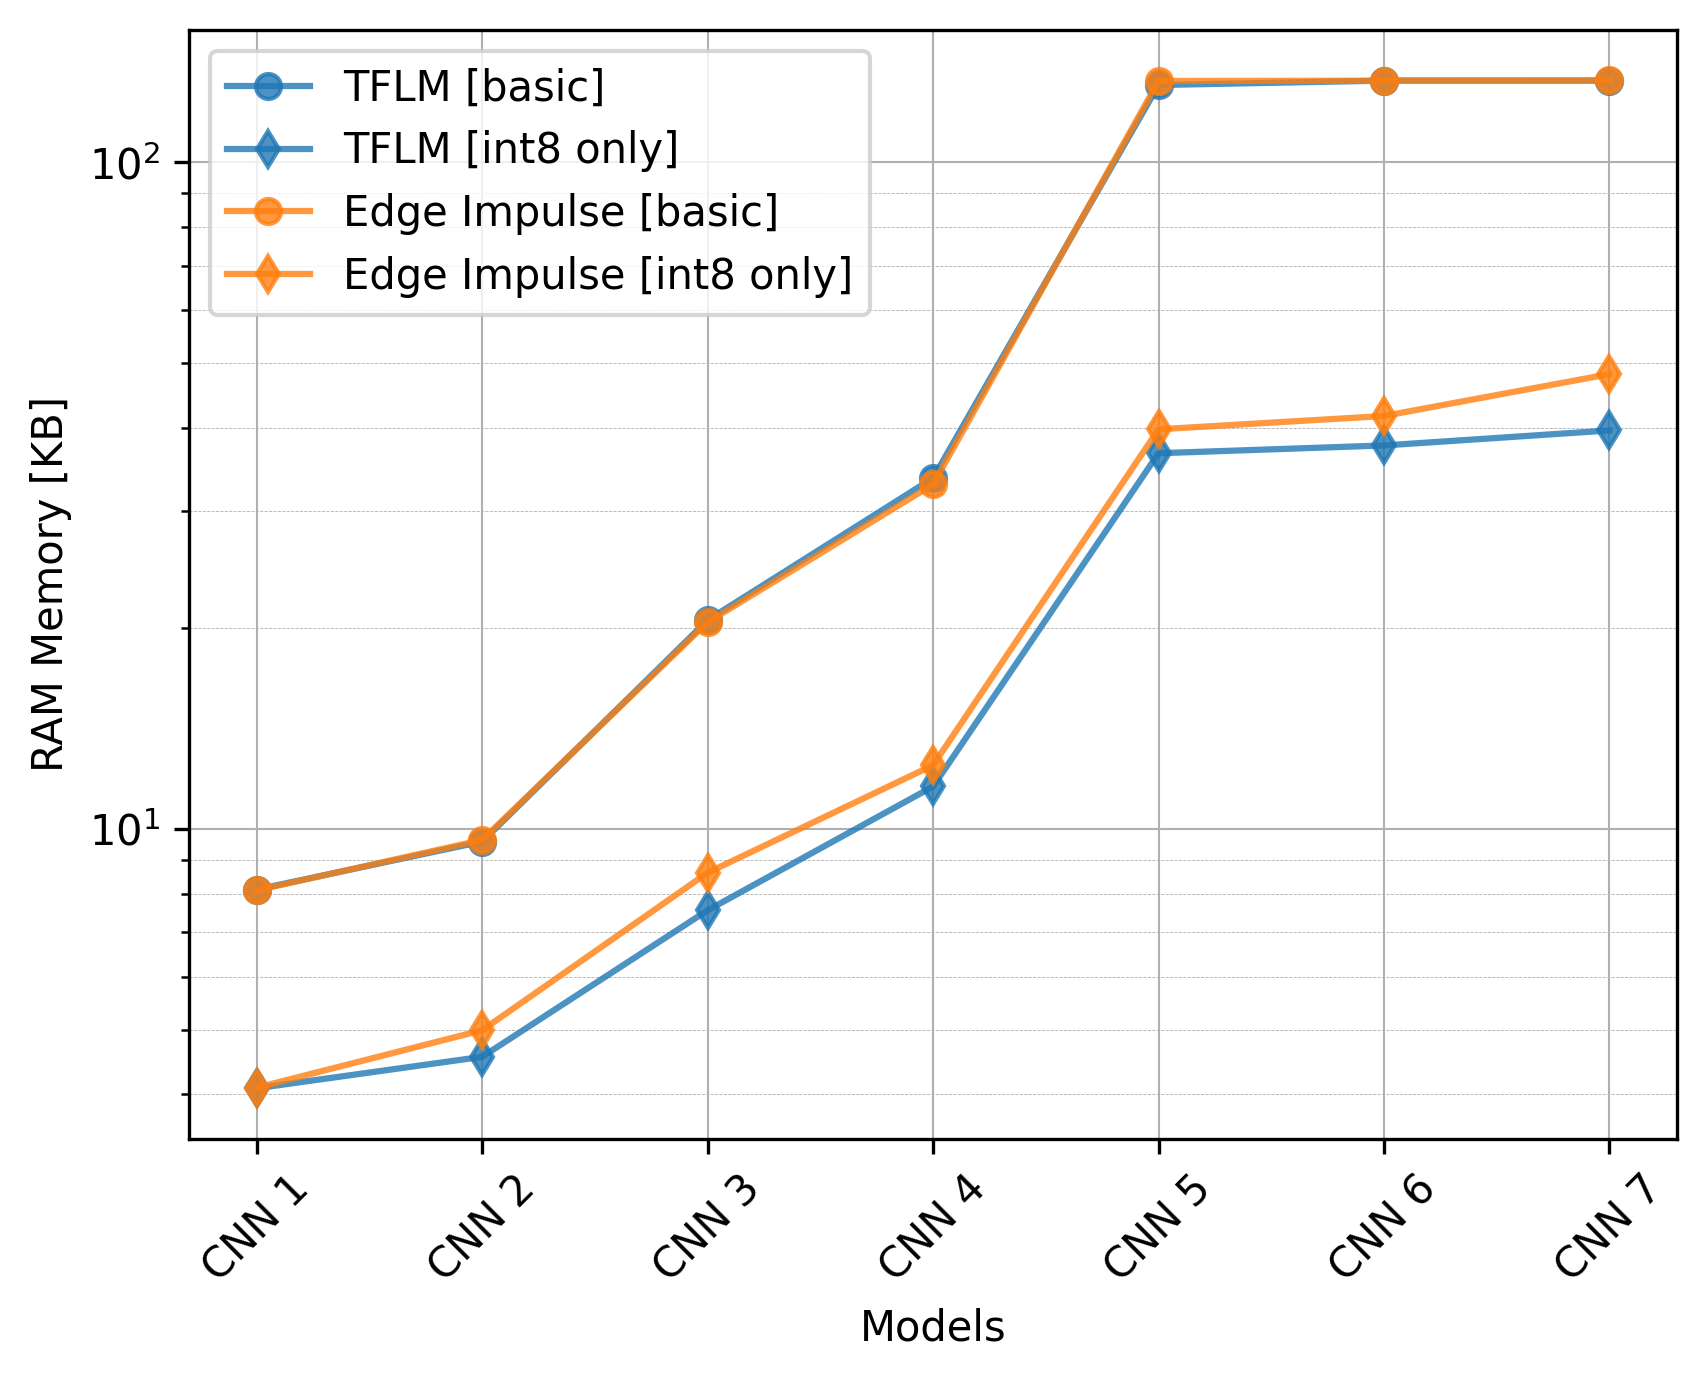 TFLM [basic]
TFLM [int8 only]
Edge Impulse [basic]
Edge Impulse [int8 only]
10²
10¹
RAM Memory [KB]
CNN 1
CNN 2
CNN 3
CNN 4
CNN 5
CNN 6
CNN 7
Models